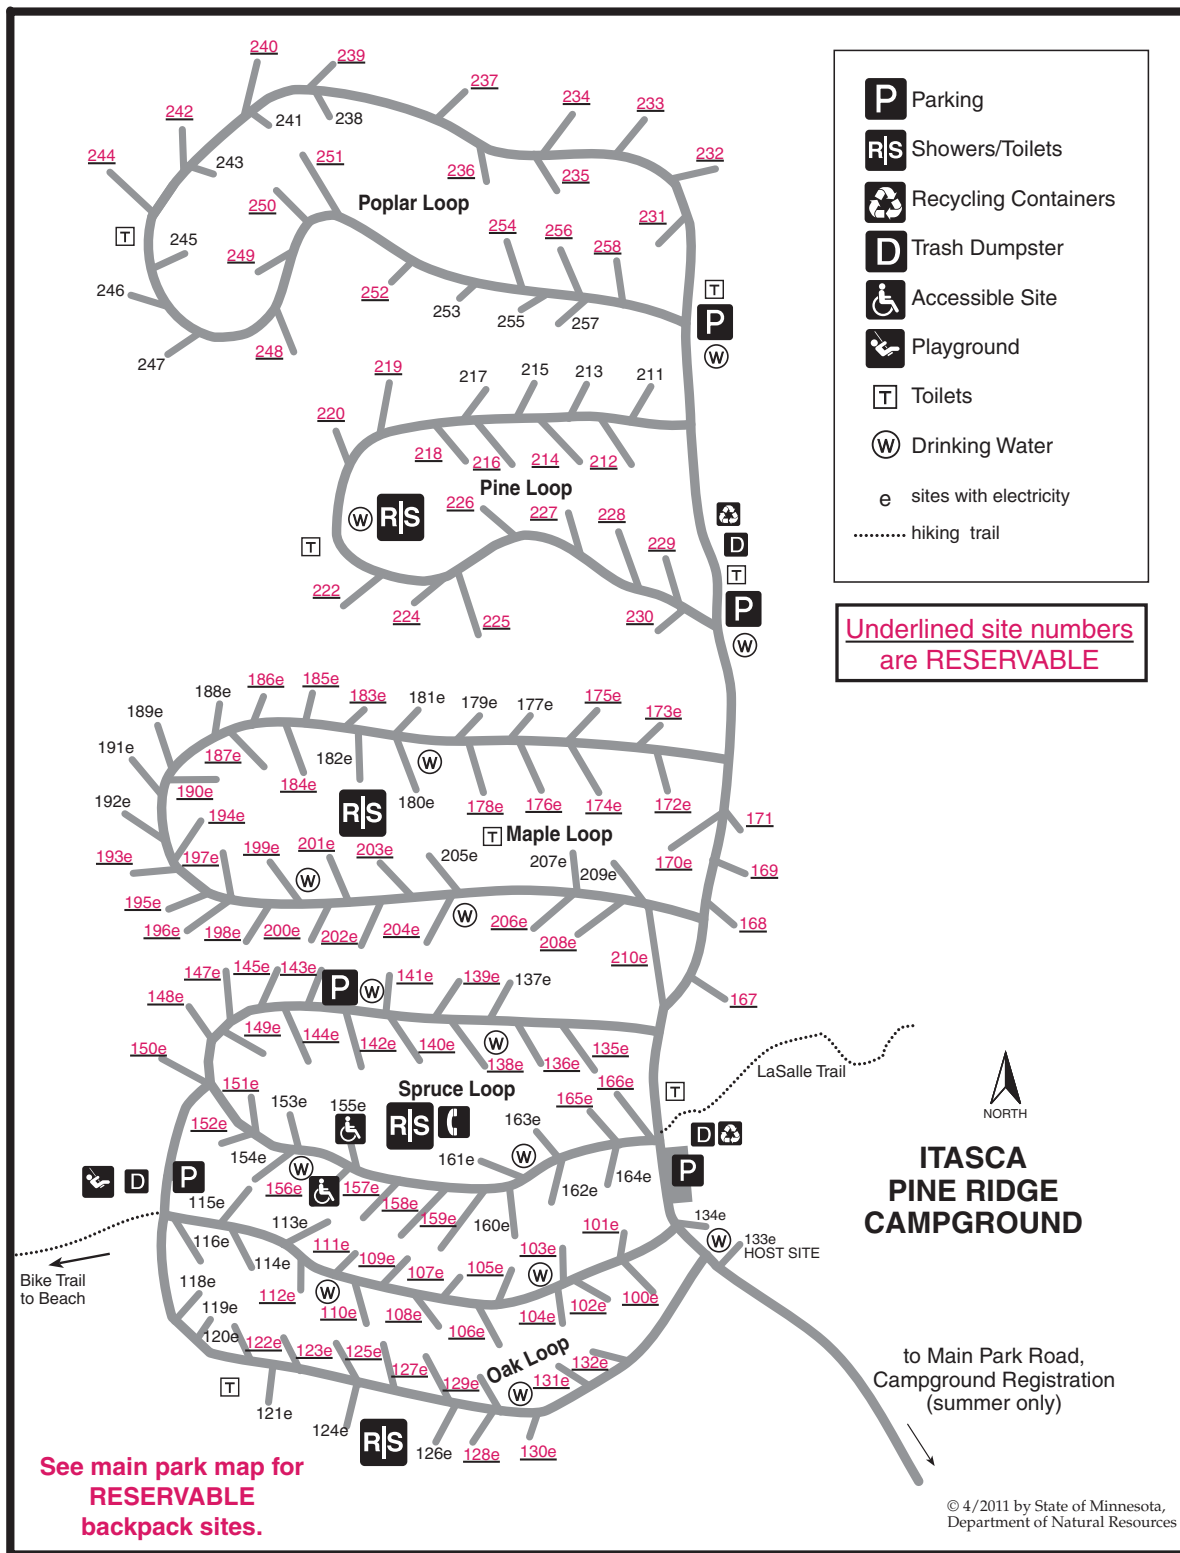 240
239
237
234
233
242
241
238
232
244
243
251
236
235
250
Poplar Loop
231
T
245
249
254
256
258
246
252
253
255
257
T
P
W
247
248
219
217
215
213
211
220
218
216
214
212
Pine Loop
226
227
228
W
R|S
T
229
D
T
P
W
222
224
225
230
188e
186e
185e
183e
181e
179e
177e
175e
173e
189e
191e
187e
182e
W
192e
190e
184e
180e
178e
176e
174e
172e
R|S
171
194e
T
Maple Loop
193e
197e
199e
201e
203e
205e
207e
209e
170e
169
W
195e
196e
198e
200e
202e
204e
W
206e
208e
168
210e
147e
145e
143e
P
W
141e
139e
137e
148e
167
150e
149e
144e
142e
140e
W
138e
136e
135e
151e
Spruce Loop
166e
T
LaSalle Trail
152e
153e
155e
R|S
165e
163e
D
154e
W
161e
W
164e
P
D
P
115e
156e
157e
158e
159e
162e
160e
116e
113e
101e
134e
114e
111e
109e
103e
W
133e
HOST SITE
Bike Trail
to Beach
118e
112e
W
107e
105e
W
119e
110e
108e
104e
102e
100e
120e
122e
123e
125e
106e
Oak Loop
127e
132e
T
129e
W
131e
121e
124e
R|S
126e
128e
130e
P Parking
R|S Showers/Toilets
Recycling Containers
D Trash Dumpster
Accessible Site
Playground
T Toilets
W Drinking Water
e sites with electricity
hiking trail
Underlined site numbers
are RESERVABLE
NORTH
ITASCA
PINE RIDGE
CAMPGROUND
to Main Park Road,
Campground Registration
(summer only)
See main park map for
RESERVABLE
backpack sites.
© 4/2011 by State of Minnesota,
Department of Natural Resources